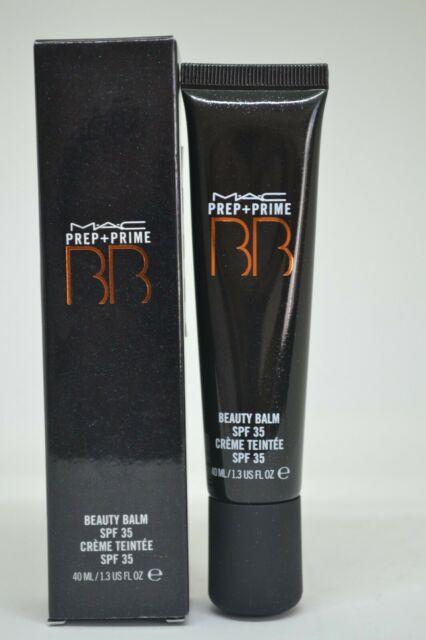 MAC
PREP+PRIME
BB
BEAUTY BALM
SPF 35
CRÈME TEINTÉE
SPF 35
40 ML / 1.3 US FL OZ e
MAC
PREP+PRIME
BB
BEAUTY BALM
SPF 35
CRÈME TEINTÉE
SPF 35
40 ML / 1.3 US FL OZ e